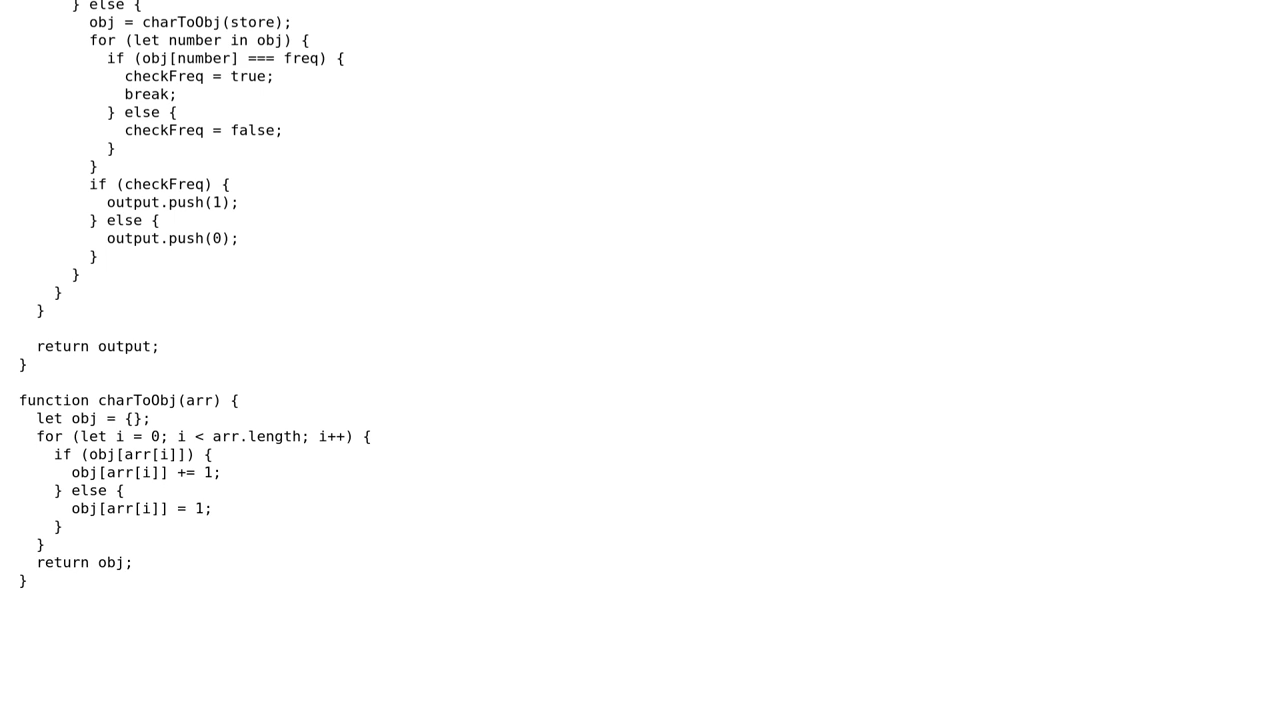 } else {
obj = charToObj(store);
for (let number in obj) {
if (obj[number] === freq) {
checkFreq = true;
break;
} else {
checkFreq = false;
}
}
if (checkFreq) {
output.push(1);
} else {
output.push(0);
}
}
}
}
return output;
}
function charToObj(arr) {
let obj = {};
for (let i = 0; i < arr.length; i++) {
if (obj[arr[i]]) {
obj[arr[i]] += 1;
} else {
obj[arr[i]] = 1;
}
}
return obj;
}